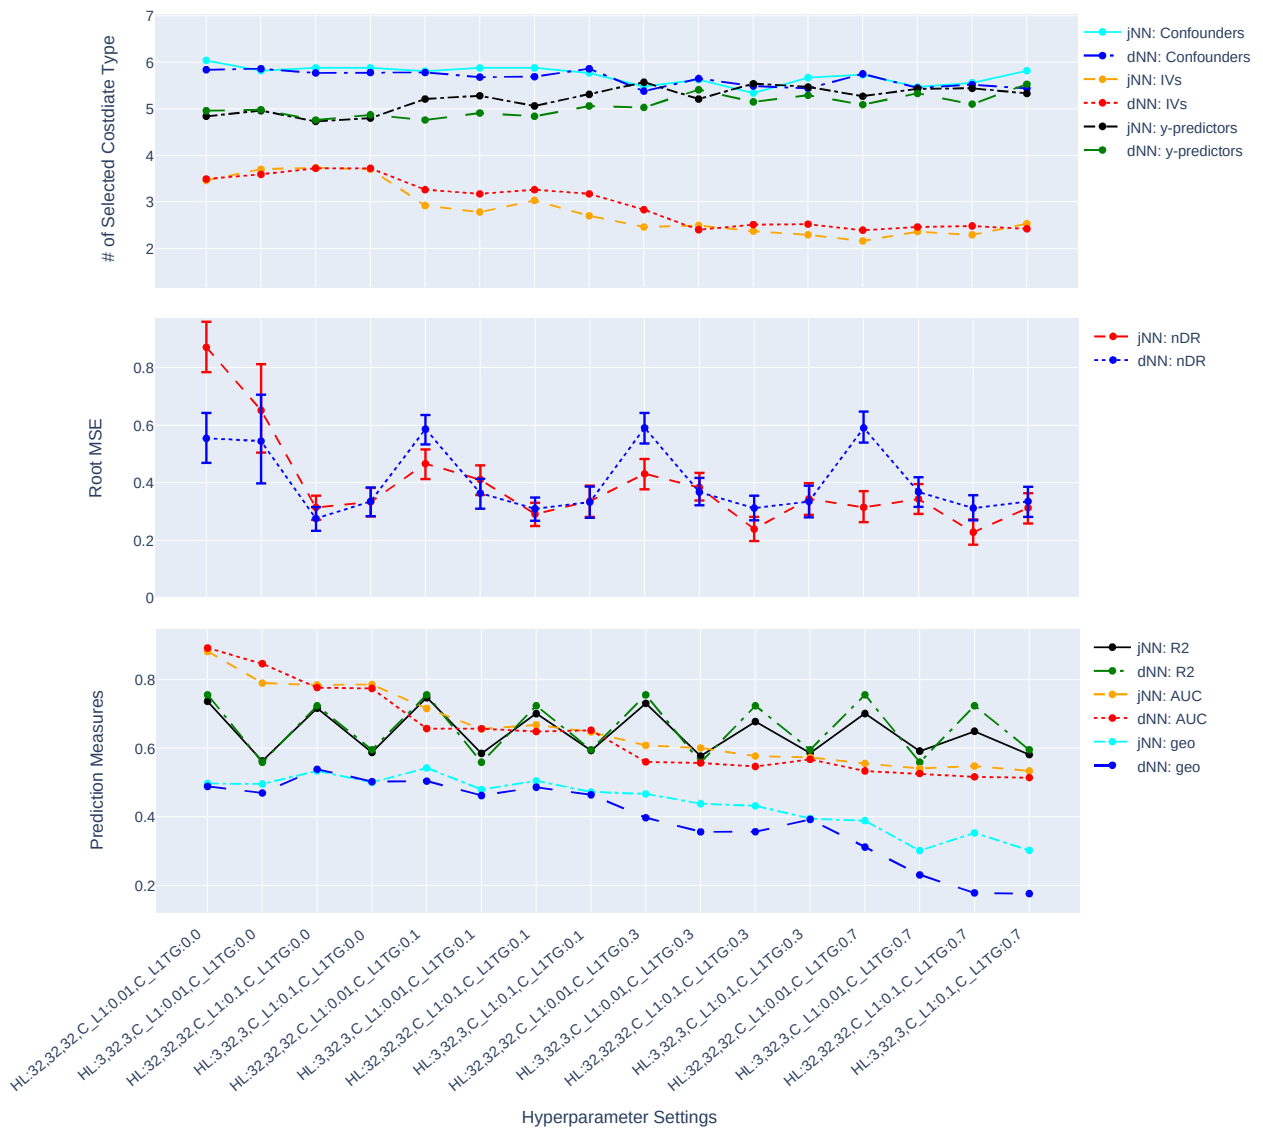 # of Selected Costdiate Type
7
6
5
4
3
2
jNN: Confounders
dNN: Confounders
jNN: IVs
dNN: IVs
jNN: y-predictors
dNN: y-predictors
Root MSE
0.8
0.6
0.4
0.2
0
jNN: nDR
dNN: nDR
Prediction Measures
0.8
0.6
0.4
0.2
jNN: R2
dNN: R2
jNN: AUC
dNN: AUC
jNN: geo
dNN: geo
HL:32,32,32,C_L1:0.01,C_L1TG:0.0
HL:3,32,3,C_L1:0.01,C_L1TG:0.0
HL:32,32,32,C_L1:0.1,C_L1TG:0.0
HL:3,32,3,C_L1:0.1,C_L1TG:0.0
HL:32,32,32,C_L1:0.01,C_L1TG:0.1
HL:3,32,3,C_L1:0.01,C_L1TG:0.1
HL:32,32,32,C_L1:0.1,C_L1TG:0.1
HL:3,32,3,C_L1:0.1,C_L1TG:0.1
HL:32,32,32,C_L1:0.01,C_L1TG:0.3
HL:3,32,3,C_L1:0.01,C_L1TG:0.3
HL:32,32,32,C_L1:0.1,C_L1TG:0.3
HL:3,32,3,C_L1:0.1,C_L1TG:0.3
HL:32,32,32,C_L1:0.01,C_L1TG:0.7
HL:3,32,3,C_L1:0.01,C_L1TG:0.7
HL:32,32,32,C_L1:0.1,C_L1TG:0.7
HL:3,32,3,C_L1:0.1,C_L1TG:0.7
Hyperparameter Settings